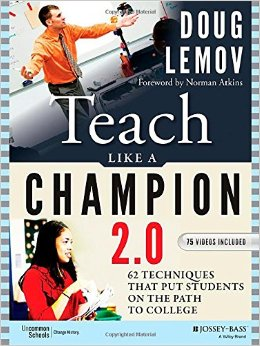 DOUG
LEMOV
Foreword by Norman Atkins
Teach
LIKE A
CHAMPION
2.0
75 VIDEOS INCLUDED
62 TECHNIQUES
THAT PUT STUDENTS
ON THE PATH
TO COLLEGE
Uncommon
Schools
Change History.
JOSSEY-BASS
A Wiley Brand